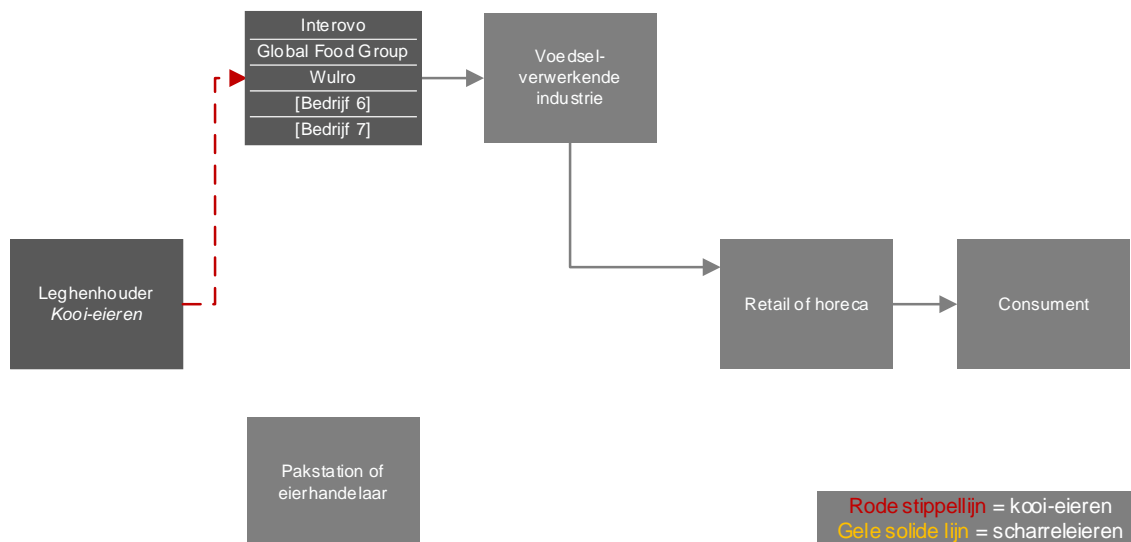 Interovo
Global Food Group
Wulro
[Bedrijf 6]
[Bedrijf 7]
Voedsel-
verwerkende
industrie
Leghenhouder
Kooi-eieren
Retail of horeca
Consument
Pakstation of
eierhandelaar
Rode stippellijn = kooi-eieren
Gele solide lijn = scharreleieren